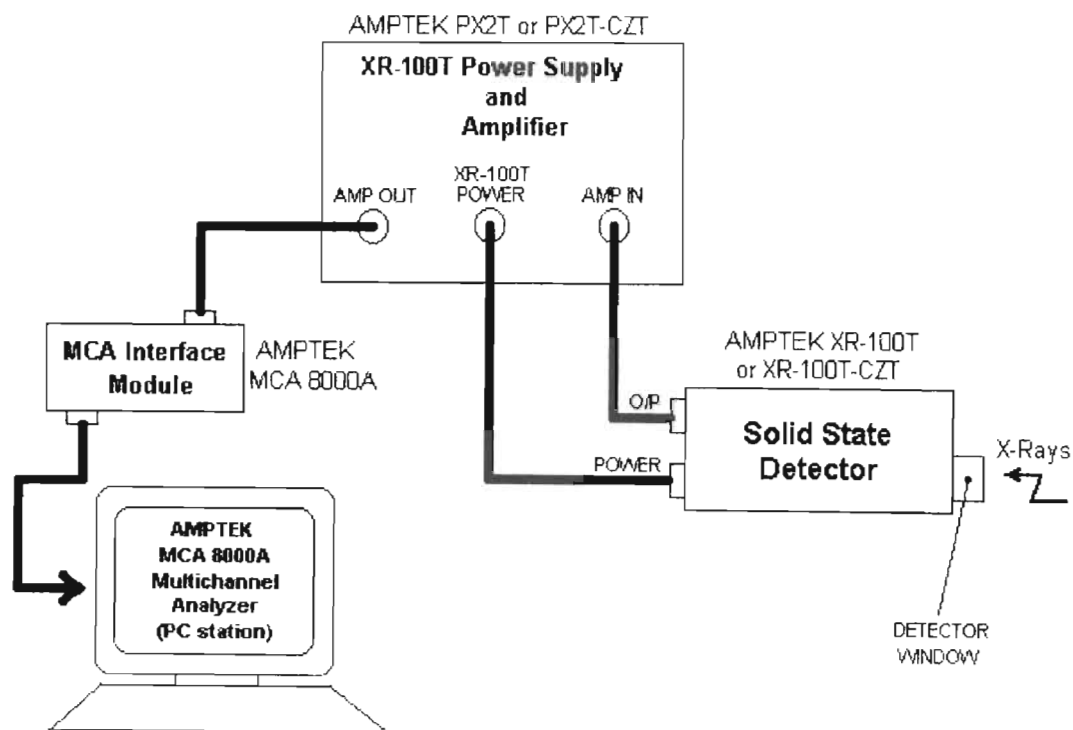 AMPTEK PX2T or PX2T-CZT
XR-100T Power Supply
and
Amplifier
AMP OUT
XR-100T
POWER
AMP IN
MCA Interface
Module
AMPTEK
MCA 8000A
AMPTEK XR-100T
or XR-100T-CZT
O/P
POWER
Solid State
Detector
X-Rays
AMPTEK
MCA 8000A
Multichannel
Analyzer
(PC station)
DETECTOR
WINDOW